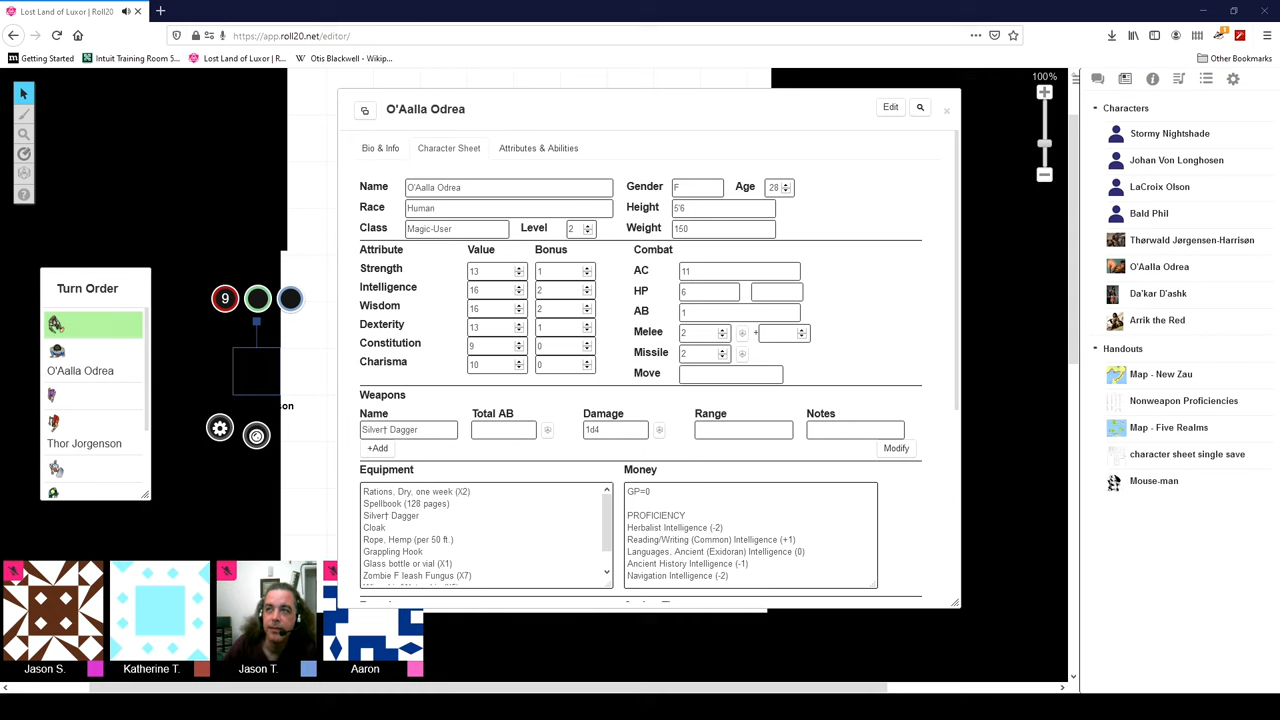 Lost Land of Luxor | Roll20
https://app.roll20.net/editor/
Getting Started
Intuit Training Room 5...
Lost Land of Luxor | R...
Otis Blackwell - Wikip...
Other Bookmarks
100%
O'Aalla Odrea
Edit
Bio & Info
Character Sheet
Attributes & Abilities
Name O'Aalla Odrea Gender F Age 28
Race Human Height 5'6
Class Magic-User Level 2 Weight 150
Attribute Value Bonus Combat
Strength 13 1 AC 11
Intelligence 16 2 HP 6
Wisdom 16 2 AB 1
Dexterity 13 1 Melee 2 +
Constitution 9 0 Missile 2
Charisma 10 0 Move
Weapons
Name Total AB Damage Range Notes
Silver† Dagger 1d4
+Add Modify
Equipment Money
Rations, Dry, one week (X2)
Spellbook (128 pages)
Silver† Dagger
Cloak
Rope, Hemp (per 50 ft.)
Grappling Hook
Glass bottle or vial (X1)
Zombie F leash Fungus (X7)
GP=0
PROFICIENCY
Herbalist Intelligence (-2)
Reading/Writing (Common) Intelligence (+1)
Languages, Ancient (Exidoran) Intelligence (0)
Ancient History Intelligence (-1)
Navigation Intelligence (-2)
Turn Order
O'Aalla Odrea
Thor Jorgenson
9
son
Jason S.
Katherine T.
Jason T.
Aaron
Characters
Stormy Nightshade
Johan Von Longhosen
LaCroix Olson
Bald Phil
Thørwald Jørgensen-Harrisøn
O'Aalla Odrea
Da'kar D'ashk
Arrik the Red
Handouts
Map - New Zau
Nonweapon Proficiencies
Map - Five Realms
character sheet single save
Mouse-man